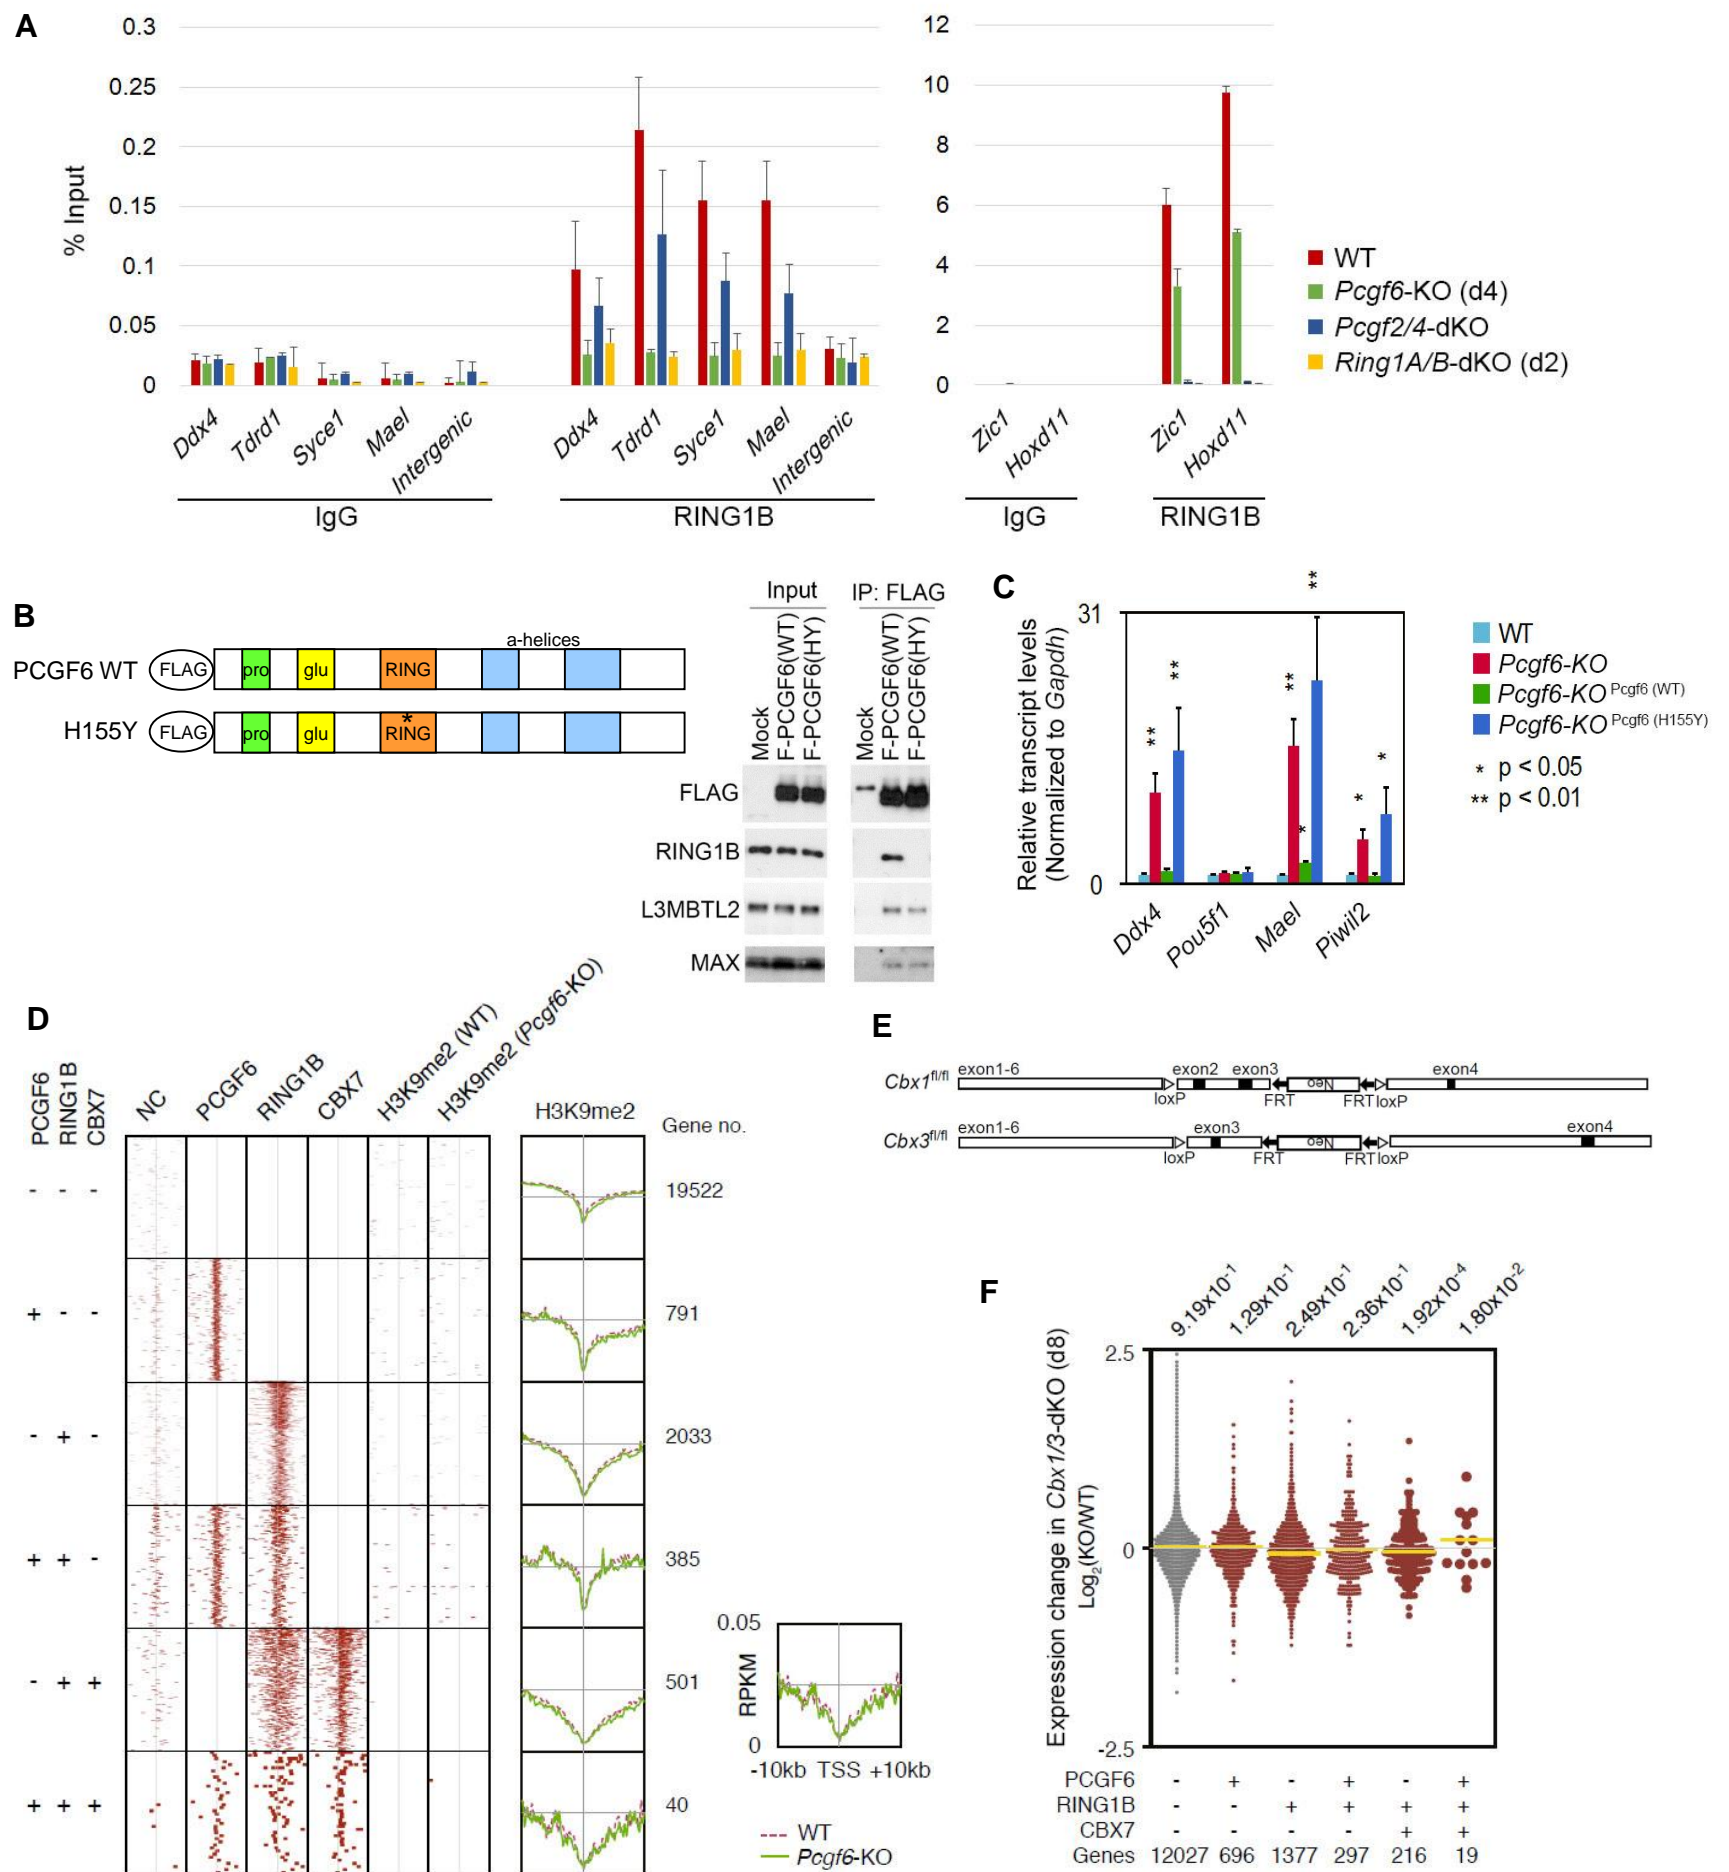 A
% Input
0.3
0.25
0.2
0.15
0.1
0.05
0
Ddx4
Tdrd1
Syce1
Mael
Intergenic
IgG
Ddx4
Tdrd1
Syce1
Mael
Intergenic
RING1B
12
10
8
6
4
2
0
Zic1
Hoxd11
IgG
Zic1
Hoxd11
RING1B
WT
Pcgf6-KO (d4)
Pcgf2/4-dKO
Ring1A/B-dKO (d2)
B
a-helices
PCGF6 WT FLAG pro glu RING
H155Y FLAG pro glu * RING
Input IP: FLAG
Mock
F-PCGF6(WT)
F-PCGF6(HY)
Mock
F-PCGF6(WT)
F-PCGF6(HY)
FLAG
RING1B
L3MBTL2
MAX
C
Relative transcript levels
(Normalized to Gapdh)
31
0
** ** ** * ** * *
Ddx4
Pou5f1
Mael
Piwil2
WT
Pcgf6-KO
Pcgf6-KO Pcgf6 (WT)
Pcgf6-KO Pcgf6 (H155Y)
* p < 0.05
** p < 0.01
D
PCGF6
RING1B
CBX7
NC
PCGF6
RING1B
CBX7
H3K9me2 (WT)
H3K9me2 (Pcgf6-KO)
H3K9me2
Gene no.
- - - 19522
+ - - 791
- + - 2033
+ + - 385
- + + 501
+ + + 40
0.05
RPKM
0
-10kb TSS +10kb
WT
Pcgf6-KO
E
Cbx1fl/fl exon1-6 exon2 exon3 Neo exon4
loxP FRT FRT loxP
Cbx3fl/fl exon1-6 exon3 Neo exon4
loxP FRT FRT loxP
F
9.19x10-1
1.29x10-1
2.49x10-1
2.36x10-1
1.92x10-4
1.80x10-2
Expression change in Cbx1/3-dKO (d8)
Log2(KO/WT)
2.5
0
-2.5
PCGF6 - + - + - +
RING1B - - + + + +
CBX7 - - - - + +
Genes 12027 696 1377 297 216 19